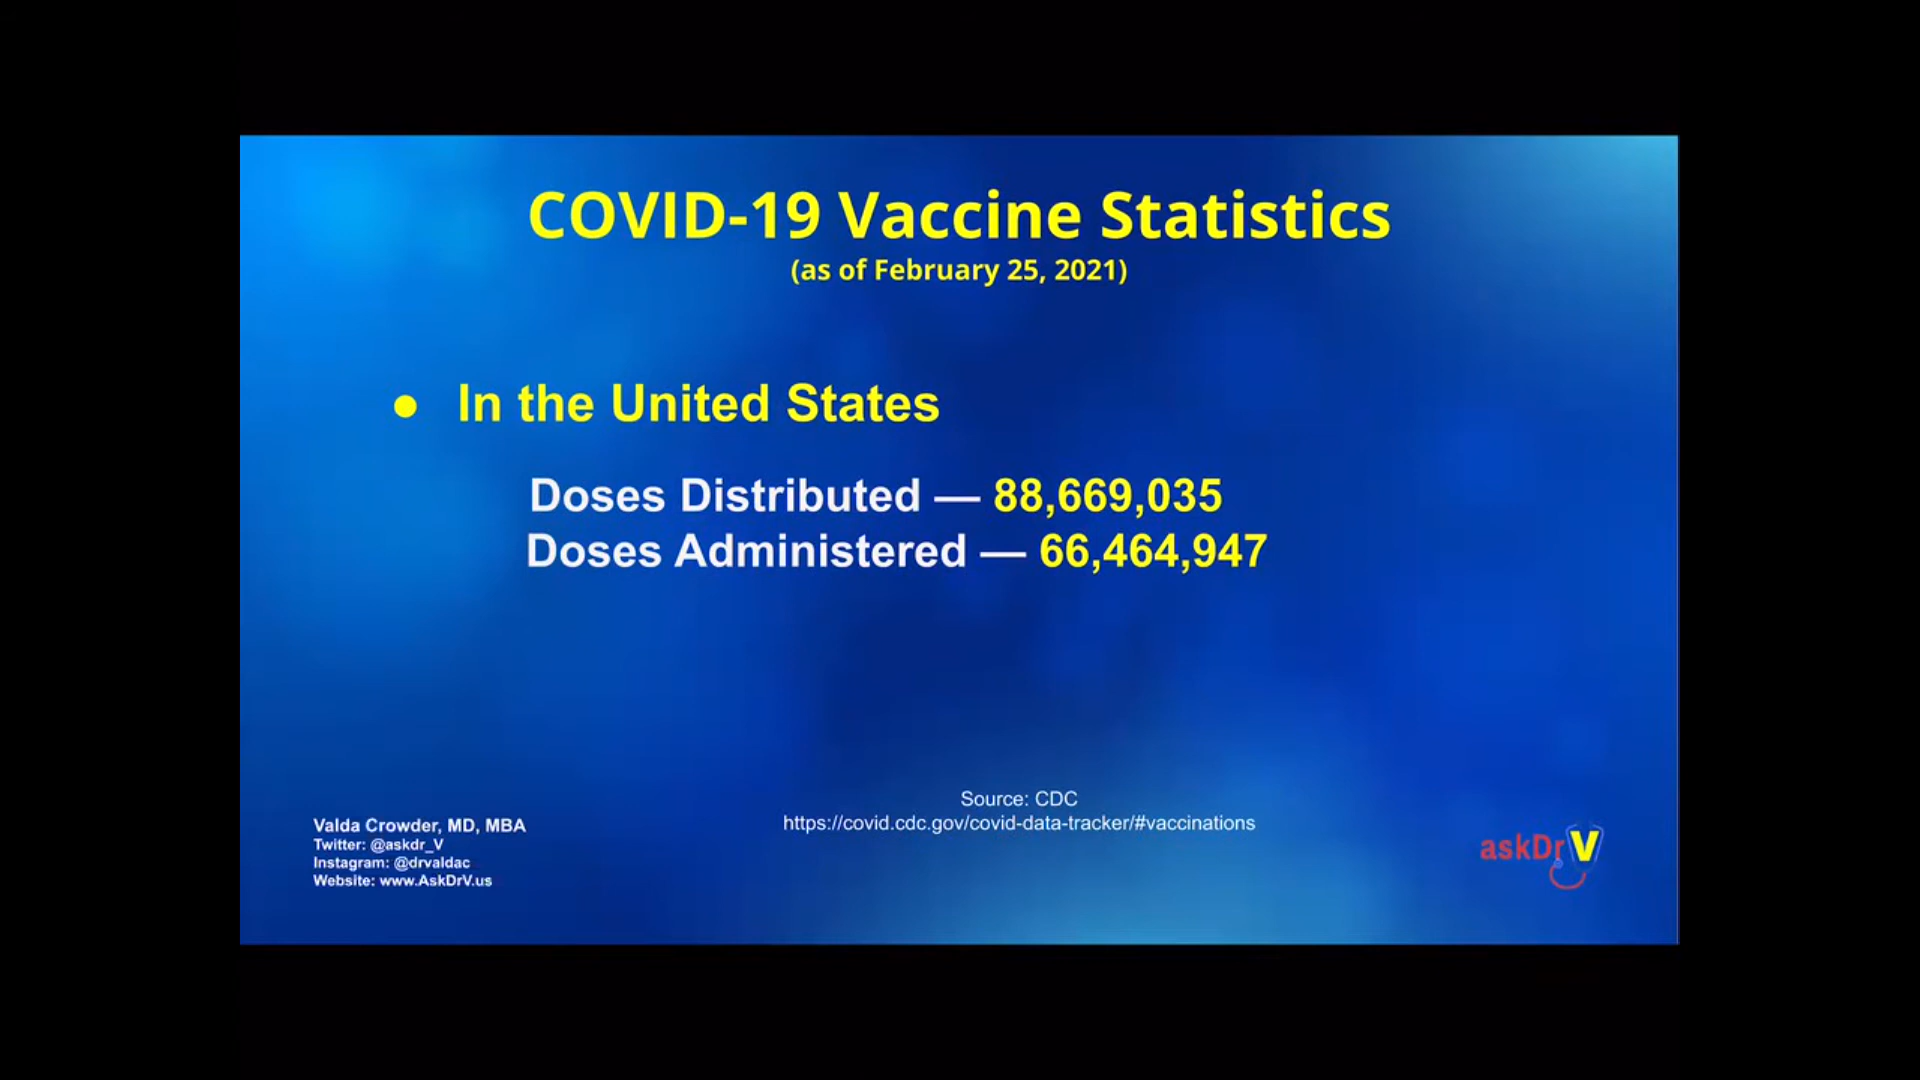 COVID-19 Vaccine Statistics
(as of February 25, 2021)
● In the United States
Doses Distributed — 88,669,035
Doses Administered — 66,464,947
Source: CDC
https://covid.cdc.gov/covid-data-tracker/#vaccinations
Valda Crowder, MD, MBA
Twitter: @askdr_V
Instagram: @drvaldac
Website: www.AskDrV.us
askDrV